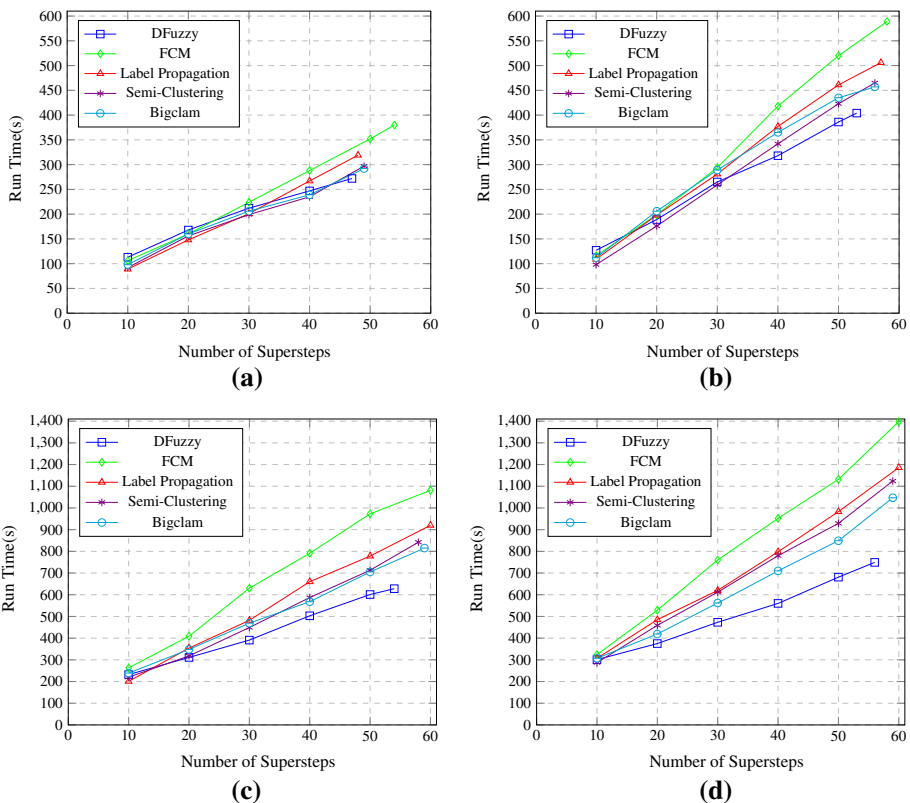 600
550
500
450
400
350
300
250
200
150
100
50
0
Run Time(s)
DFuzzy
FCM
Label Propagation
Semi-Clustering
Bigclam
0 10 20 30 40 50 60
Number of Supersteps
(a)
600
550
500
450
400
350
300
250
200
150
100
50
0
Run Time(s)
DFuzzy
FCM
Label Propagation
Semi-Clustering
Bigclam
0 10 20 30 40 50 60
Number of Supersteps
(b)
1,400
1,300
1,200
1,100
1,000
900
800
700
600
500
400
300
200
100
0
Run Time(s)
DFuzzy
FCM
Label Propagation
Semi-Clustering
Bigclam
0 10 20 30 40 50 60
Number of Supersteps
(c)
1,400
1,300
1,200
1,100
1,000
900
800
700
600
500
400
300
200
100
0
Run Time(s)
DFuzzy
FCM
Label Propagation
Semi-Clustering
Bigclam
0 10 20 30 40 50 60
Number of Supersteps
(d)